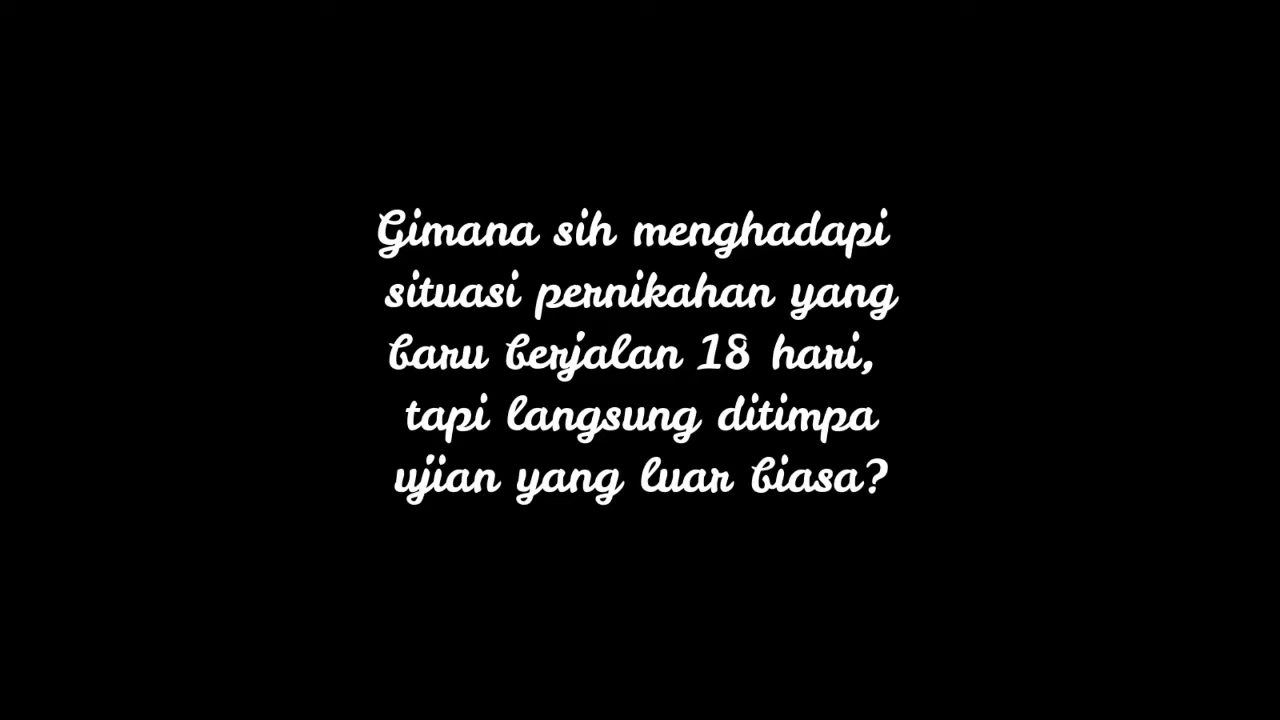 Gimana sih menghadapi
situasi pernikahan yang
baru berjalan 18 hari,
tapi langsung ditimpa
ujian yang luar biasa?